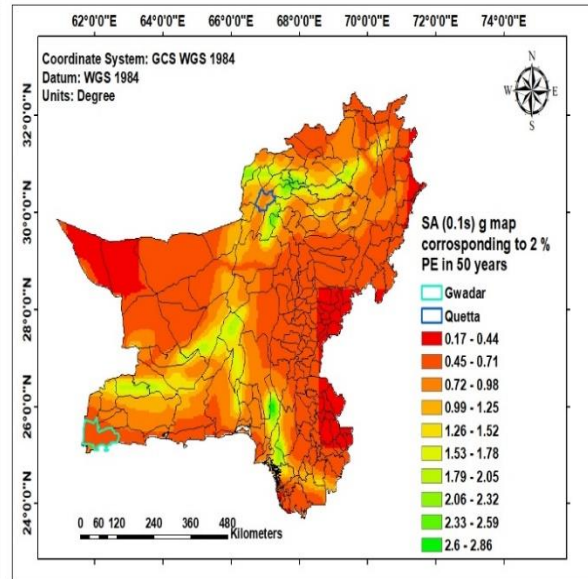 62°0'0"E 64°0'0"E 66°0'0"E 68°0'0"E 70°0'0"E 72°0'0"E 74°0'0"E
Coordinate System: GCS WGS 1984
Datum: WGS 1984
Units: Degree
N
W E
S
32°0'0"N
30°0'0"N
28°0'0"N
26°0'0"N
24°0'0"N
SA (0.1s) g map
corrosponding to 2 %
PE in 50 years
Gwadar
Quetta
0.17 - 0.44
0.45 - 0.71
0.72 - 0.98
0.99 - 1.25
1.26 - 1.52
1.53 - 1.78
1.79 - 2.05
2.06 - 2.32
2.33 - 2.59
2.6 - 2.86
0 60 120 240 360 480
Kilometers